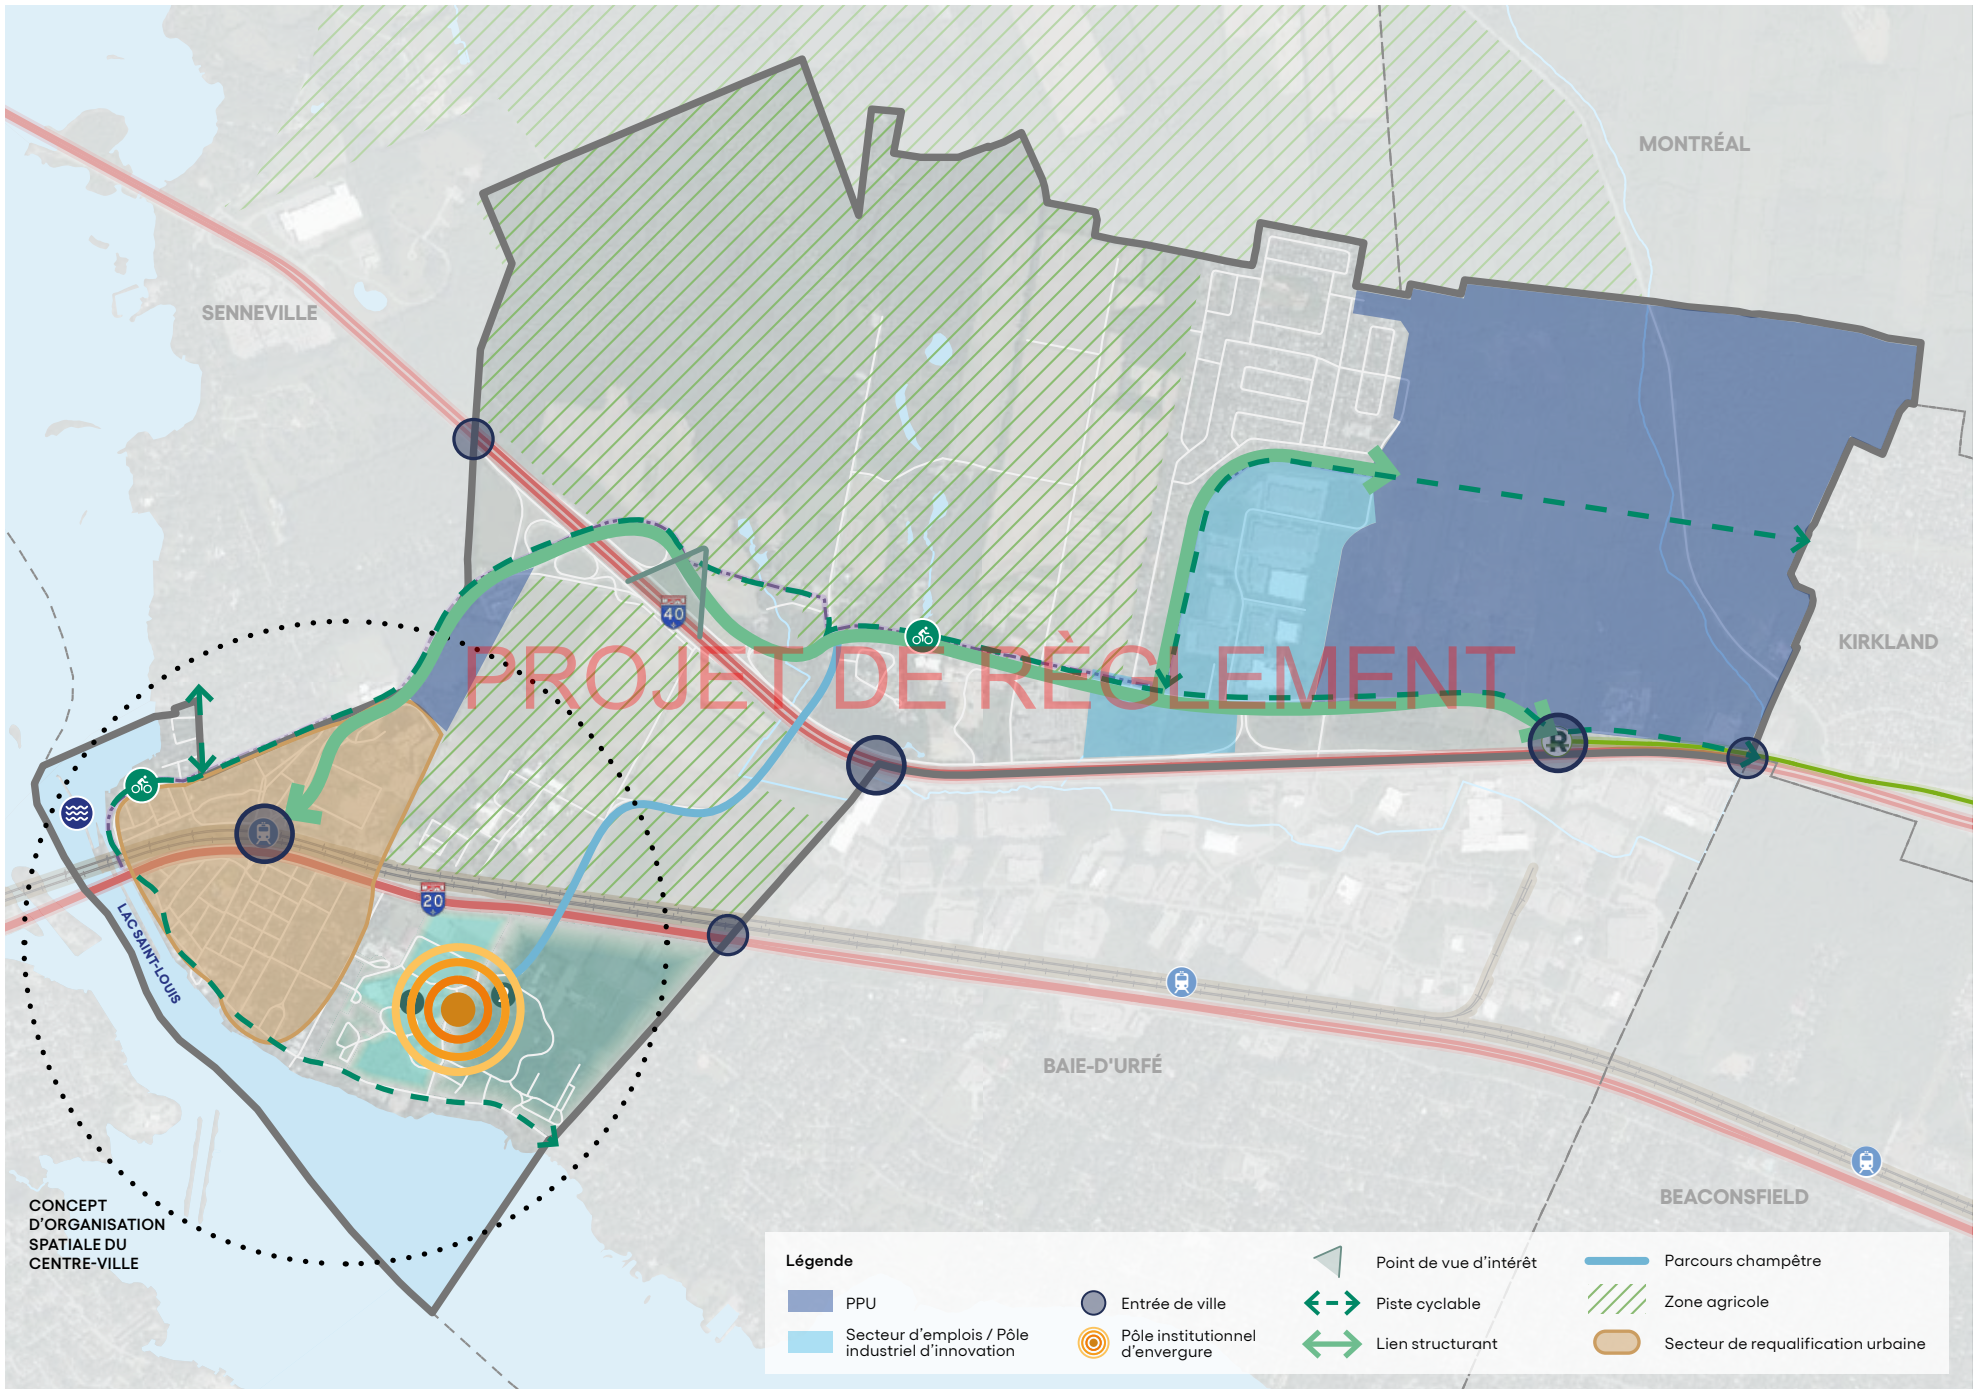 MONTRÉAL
SENNEVILLE
40
PROJET DE RÈGLEMENT
KIRKLAND
R
20
LAC SAINT-LOUIS
BAIE-D'URFÉ
BEACONSFIELD
CONCEPT
D'ORGANISATION
SPATIALE DU
CENTRE-VILLE
Légende
PPU
Secteur d'emplois / Pôle
industriel d'innovation
Entrée de ville
Pôle institutionnel
d'envergure
Point de vue d'intérêt
Piste cyclable
Lien structurant
Parcours champêtre
Zone agricole
Secteur de requalification urbaine